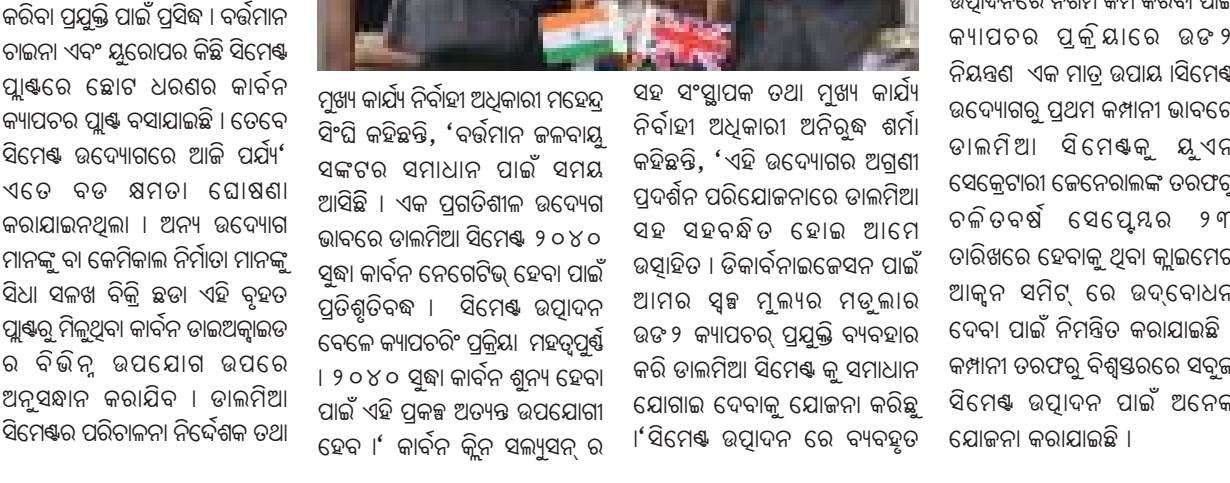 କରିବା ପ୍ରଯୁକ୍ତି ପାଇଁ ପ୍ରସିଦ୍ଧ । ବର୍ତ୍ତମାନ
ଚାଇନା ଏବଂ ୟୁରୋପର କିଛି ସିମେଣ୍ଟ
ପ୍ଲାଣ୍ଟରେ ଛୋଟ ଧରଣର କାର୍ବନ
କ୍ୟାପଚର ପ୍ଲାଣ୍ଟ ବସାଯାଇଛି । ତେବେ
ସିମେଣ୍ଟ ଉଦ୍ୟୋଗରେ ଆଜି ପର୍ଯ୍ୟ‘
ଏତେ ବଡ କ୍ଷମତା ଘୋଷଣା
କରାଯାଇନଥିଲା । ଅନ୍ୟ ଉଦ୍ୟୋଗ
ମାନଙ୍କୁ ବା କେମିକାଲ ନିର୍ମାତା ମାନଙ୍କୁ
ସିଧା ସଳଖ ବିକ୍ରି ଛଡା ଏହି ବୃହତ
ପ୍ଲାଣ୍ଟରୁ ମିଳୁଥିବା କାର୍ବନ ଡାଇଅକ୍ସାଇଡ
ର ବିଭିନ୍ନ ଉପଯୋଗ ଉପରେ
ଅନୁସନ୍ଧାନ କରାଯିବ । ଡାଲମିଆ
ସିମେଣ୍ଟର ପରିଚାଳନା ନିର୍ଦ୍ଦେଶକ ତଥା
ମୁଖ୍ୟ କାର୍ଯ୍ୟ ନିର୍ବାହୀ ଅଧିକାରୀ ମହେନ୍ଦ୍ର
ସିଂଘି କହିଛନ୍ତି, ‘ବର୍ତ୍ତମାନ ଜଳବାୟୁ
ସଙ୍କଟର ସମାଧାନ ପାଇଁ ସମୟ
ଆସିଛି । ଏକ ପ୍ରଗତିଶୀଳ ଉଦ୍ୟୋଗ
ଭାବରେ ଡାଲମିଆ ସିମେଣ୍ଟ ୨୦୪୦
ସୁଦ୍ଧା କାର୍ବନ ନେଗେଟିଭ୍ ହେବା ପାଇଁ
ପ୍ରତିଶୃତିବଦ୍ଧ । ସିମେଣ୍ଟ ଉତ୍ପାଦନ
ବେଳେ କ୍ୟାପଚରିଂ ପ୍ରକ୍ରିୟା ମହତ୍ୱପୂର୍ଣ୍ଣ
। ୨୦୪୦ ସୁଦ୍ଧା କାର୍ବନ ଶୂନ୍ୟ ହେବା
ପାଇଁ ଏହି ପ୍ରକଳ୍ପ ଅତ୍ୟନ୍ତ ଉପଯୋଗୀ
ହେବ ।‘ କାର୍ବନ କ୍ଲିନ ସଲ୍ୟୁସନ୍ ର
ସହ ସଂସ୍ଥାପକ ତଥା ମୁଖ୍ୟ କାର୍ଯ୍ୟ
ନିର୍ବାହୀ ଅଧିକାରୀ ଅନିରୁଦ୍ଧ ଶର୍ମା
କହିଛନ୍ତି, ‘ଏହି ଉଦ୍ୟୋଗର ଅଗ୍ରଣୀ
ପ୍ରଦର୍ଶନ ପରିଯୋଜନାରେ ଡାଲମିଆ
ସହ ସହବନ୍ଧିତ ହୋଇ ଆମେ
ଉତ୍ସାହିତ । ଡିକାର୍ବନାଇଜେସନ ପାଇଁ
ଆମର ସ୍ୱଳ୍ପ ମୂଲ୍ୟର ମଡୁଲାର
ଉଙ୨ କ୍ୟାପଚର୍ ପ୍ରଯୁକ୍ତି ବ୍ୟବହାର
କରି ଡାଲମିଆ ସିମେଣ୍ଟ କୁ ସମାଧାନ
ଯୋଗାଇ ଦେବାକୁ ଯୋଜନା କରିଛୁ
।‘ସିମେଣ୍ଟ ଉତ୍ପାଦନ ରେ ବ୍ୟବହୃତ
କ୍ୟାପଚର ପ୍ରକ୍ରିୟାରେ ଉଙ୨
ନିୟନ୍ତ୍ରଣ ଏକ ମାତ୍ର ଉପାୟ ।ସିମେଣ୍ଟ
ଉଦ୍ୟୋଗରୁ ପ୍ରଥମ କମ୍ପାନୀ ଭାବରେ
ଡାଲମିଆ ସିମେଣ୍ଟକୁ ୟୁଏନ
ସେକ୍ରେଟାରୀ ଜେନେରାଲଙ୍କ ତରଫରୁ
ଚଳିତବର୍ଷ ସେପ୍ଟେମ୍ବର ୨୩
ତାରିଖରେ ହେବାକୁ ଥିବା କ୍ଲାଇମେଟ
ଆକ୍ସନ ସମିଟ୍ ରେ ଉଦ୍‌ବୋଧନ
ଦେବା ପାଇଁ ନିମନ୍ତ୍ରିତ କରାଯାଇଛି
କମ୍ପାନୀ ତରଫରୁ ବିଶ୍ୱସ୍ତରରେ ସବୁଜ
ସିମେଣ୍ଟ ଉତ୍ପାଦନ ପାଇଁ ଅନେକ
ଯୋଜନା କରାଯାଇଛି ।